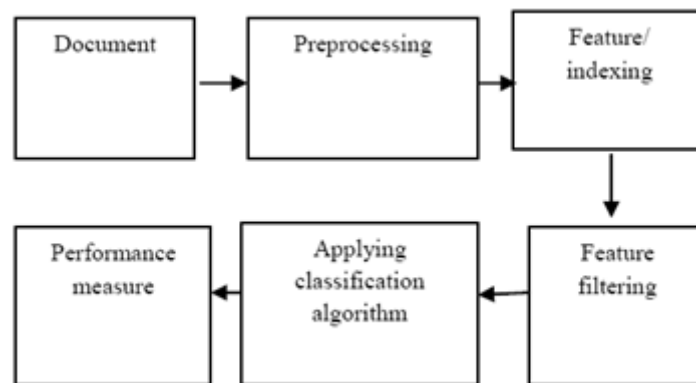 Document
Preprocessing
Feature/
indexing
Performance
measure
Applying
classification
algorithm
Feature
filtering